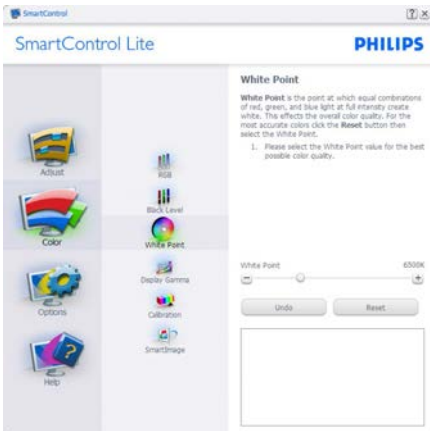 SmartControl
SmartControl Lite
PHILIPS
Adjust
Color
Options
Help
RGB
Black Level
White Point
Display Gamma
Calibration
SmartImage
White Point
White Point is the point at which equal combinations
of red, green, and blue light at full intensity create
white. This effects the overall color quality. For the
most accurate colors click the Reset button then
select the White Point.
1. Please select the White Point value for the best
possible color quality.
White Point 6500K
Undo Reset